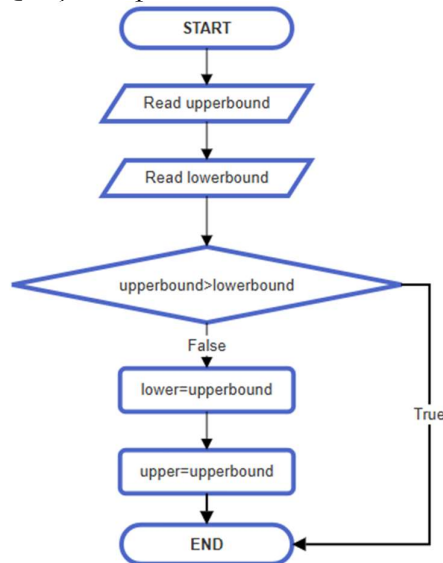 START
Read upperbound
Read lowerbound
upperbound>lowerbound
False
lower=upperbound
True
upper=upperbound
END